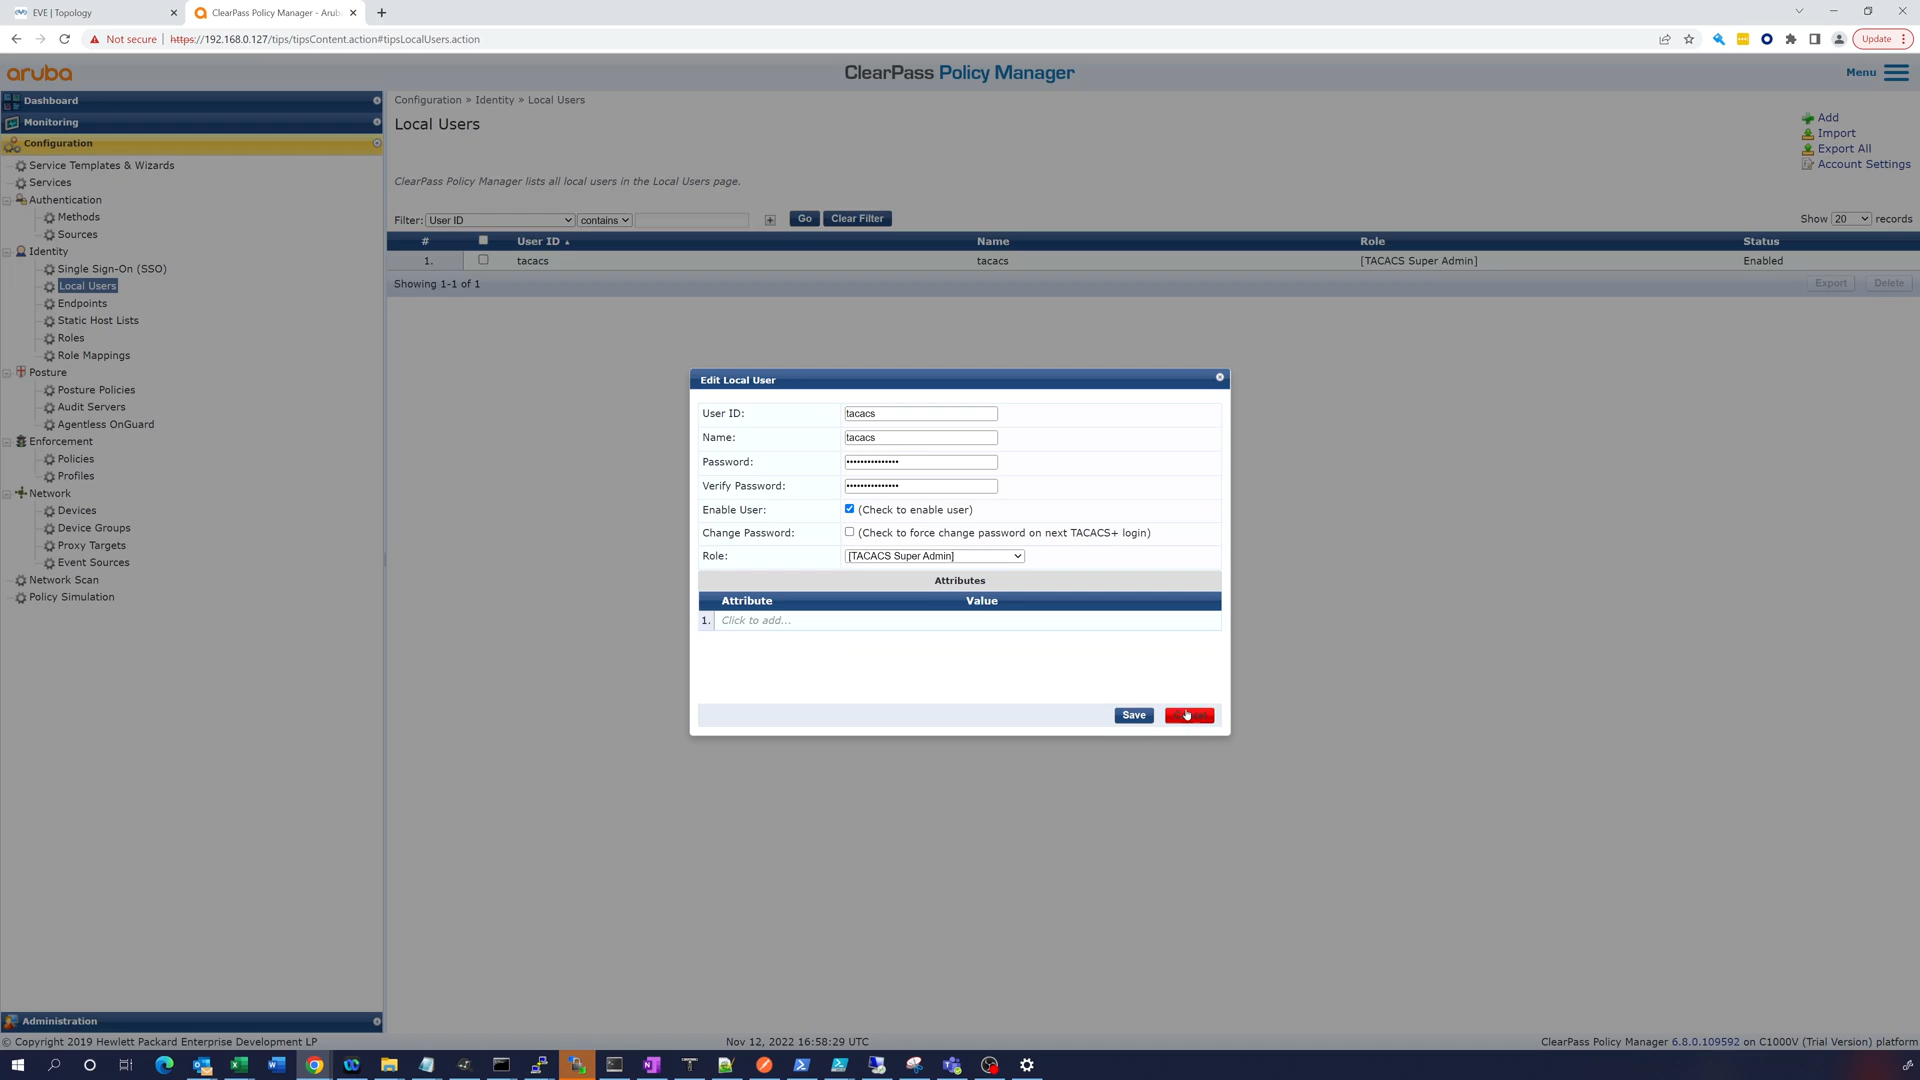 EVE | Topology
ClearPass Policy Manager - Arub
Not secure
https://192.168.0.127/tips/tipsContent.action#tipsLocalUsers.action
Update
aruba
ClearPass Policy Manager
Menu
Dashboard
Monitoring
Configuration
Service Templates & Wizards
Services
Authentication
Methods
Sources
Identity
Single Sign-On (SSO)
Local Users
Endpoints
Static Host Lists
Roles
Role Mappings
Posture
Posture Policies
Audit Servers
Agentless OnGuard
Enforcement
Policies
Profiles
Network
Devices
Device Groups
Proxy Targets
Event Sources
Network Scan
Policy Simulation
Administration
Configuration » Identity » Local Users
Local Users
Add
Import
Export All
Account Settings
ClearPass Policy Manager lists all local users in the Local Users page.
Filter: User ID contains Go Clear Filter
Show 20 records
# User ID Name Role Status
1. tacacs tacacs [TACACS Super Admin] Enabled
Showing 1-1 of 1
Export Delete
Edit Local User
User ID: tacacs
Name: tacacs
Password: •••••••••••••••
Verify Password: •••••••••••••••
Enable User: (Check to enable user)
Change Password: (Check to force change password on next TACACS+ login)
Role: [TACACS Super Admin]
Attributes
Attribute Value
1. Click to add...
Save
© Copyright 2019 Hewlett Packard Enterprise Development LP
Nov 12, 2022 16:58:29 UTC
ClearPass Policy Manager 6.8.0.109592 on C1000V (Trial Version) platform